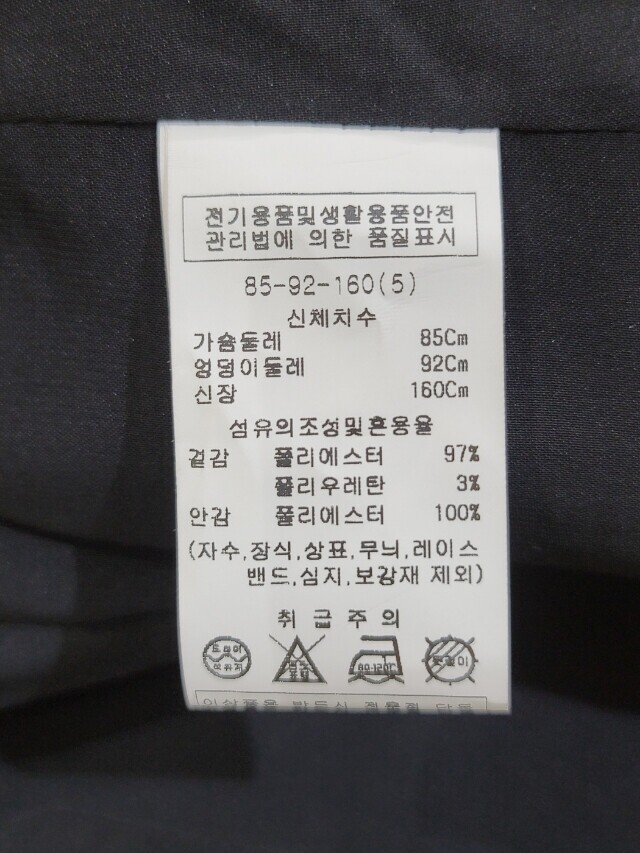 전기용품및생활용품안전
관리법에 의한 품질표시
85-92-160(5)
신체치수
가슴둘레 85Cm
엉덩이둘레 92Cm
신장 160Cm
섬유의조성및혼용율
겉감 폴리에스터 97%
폴리우레탄 3%
안감 폴리에스터 100%
(자수,장식,상표,무늬,레이스
밴드,심지,보강재 제외)
취급주의
드라이
석유계
염소
표백
80-120℃